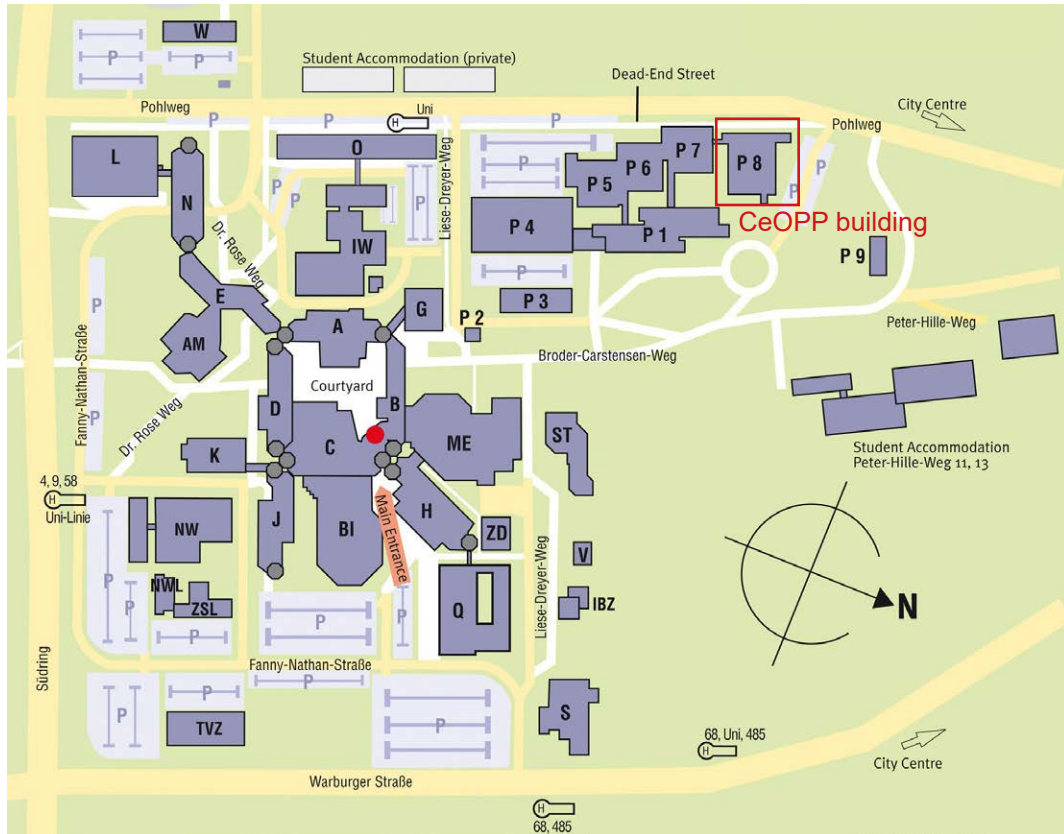 W
P
P
Student Accommodation (private)
Dead-End Street
City Centre
Pohlweg
P
P
H
Uni
P
Pohlweg
L
O
P
P 7
P 8
P 6
P 5
P
P
P
N
Liese-Dreyer-Weg
CeOPP building
P 4
P 1
Dr. Rose Weg
IW
P 9
P
P
E
G
P 3
P 2
A
AM
Peter-Hille-Weg
Broder-Carstensen-Weg
Fanny-Nathan-Straße
Courtyard
P
D
B
Dr. Rose Weg
C
ME
ST
K
Student Accommodation
Peter-Hille-Weg 11, 13
4, 9, 58
H
Uni-Linie
Main Entrance
H
J
BI
NW
ZD
P
V
Liese-Dreyer-Weg
NWL
ZSL
P
IBZ
N
P
P
Q
P
P
Südring
Fanny-Nathan-Straße
P
P
P
P
S
TVZ
68, Uni, 485
H
City Centre
Warburger Straße
H
68, 485